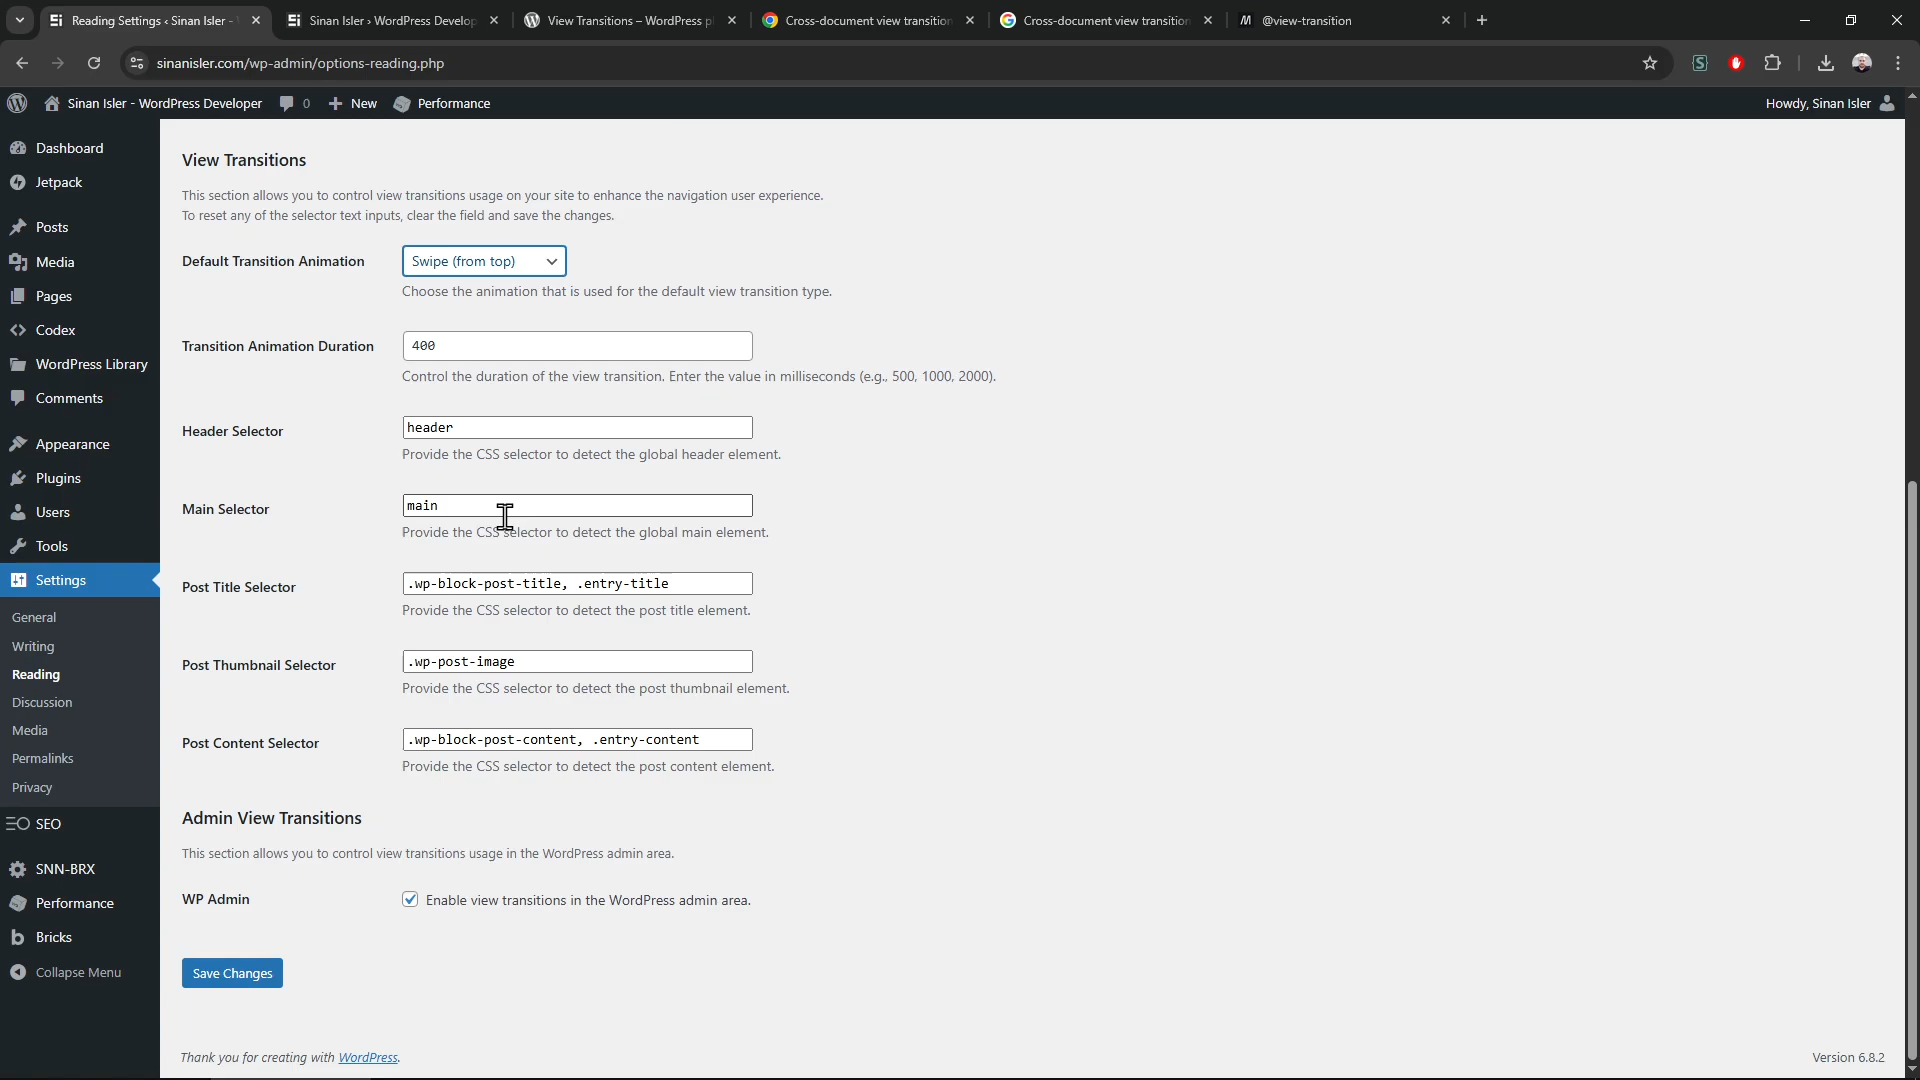 Reading Settings ‹ Sinan Isler -
Sinan Isler › WordPress Develop
View Transitions – WordPress p
Cross-document view transition
Cross-document view transition
@view-transition
sinanisler.com/wp-admin/options-reading.php
Sinan Isler - WordPress Developer
0
New
Performance
Howdy, Sinan Isler
Dashboard
Jetpack
Posts
Media
Pages
Codex
WordPress Library
Comments
Appearance
Plugins
Users
Tools
Settings
General
Writing
Reading
Discussion
Media
Permalinks
Privacy
SEO
SNN-BRX
Performance
Bricks
Collapse Menu
View Transitions
This section allows you to control view transitions usage on your site to enhance the navigation user experience.
To reset any of the selector text inputs, clear the field and save the changes.
Default Transition Animation
Swipe (from top)
Choose the animation that is used for the default view transition type.
Transition Animation Duration
400
Control the duration of the view transition. Enter the value in milliseconds (e.g., 500, 1000, 2000).
Header Selector
header
Provide the CSS selector to detect the global header element.
Main Selector
main
Provide the CSS selector to detect the global main element.
Post Title Selector
.wp-block-post-title, .entry-title
Provide the CSS selector to detect the post title element.
Post Thumbnail Selector
.wp-post-image
Provide the CSS selector to detect the post thumbnail element.
Post Content Selector
.wp-block-post-content, .entry-content
Provide the CSS selector to detect the post content element.
Admin View Transitions
This section allows you to control view transitions usage in the WordPress admin area.
WP Admin
Enable view transitions in the WordPress admin area.
Save Changes
Thank you for creating with WordPress.
Version 6.8.2